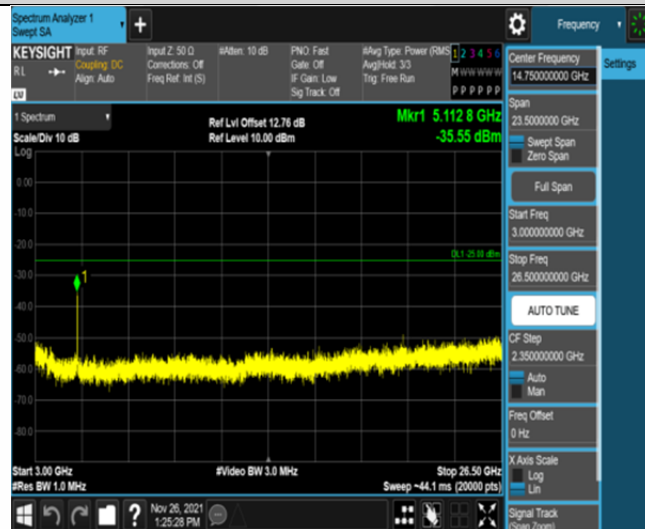 Spectrum Analyzer 1
Swept SA
+
Frequency
KEYSIGHT
RL
LXI
Input: RF
Coupling: DC
Align: Auto
Input Z: 50 Ω
Corrections: Off
Freq Ref: Int (S)
#Atten: 10 dB
PNO: Fast
Gate: Off
IF Gain: Low
Sig Track: Off
#Avg Type: Power (RMS
Avg|Hold: 3/3
Trig: Free Run
1 2 3 4 5 6
M W W W W W
P P P P P P
Center Frequency
14.750000000 GHz
Settings
Span
23.5000000 GHz
Swept Span
Zero Span
Full Span
Start Freq
3.000000000 GHz
Stop Freq
26.500000000 GHz
AUTO TUNE
CF Step
2.350000000 GHz
Auto
Man
Freq Offset
0 Hz
X Axis Scale
Log
Lin
Signal Track
(Span Zoom)
1 Spectrum
Scale/Div 10 dB
Log
Ref Lvl Offset 12.76 dB
Ref Level 10.00 dBm
Mkr1 5.112 8 GHz
-35.55 dBm
0.00
-10.0
-20.0
DL1 -25.00 dBm
1
-30.0
-40.0
-50.0
-60.0
-70.0
-80.0
Start 3.00 GHz
#Res BW 1.0 MHz
#Video BW 3.0 MHz
Stop 26.50 GHz
Sweep ~44.1 ms (20000 pts)
?
Nov 26, 2021
1:25:28 PM